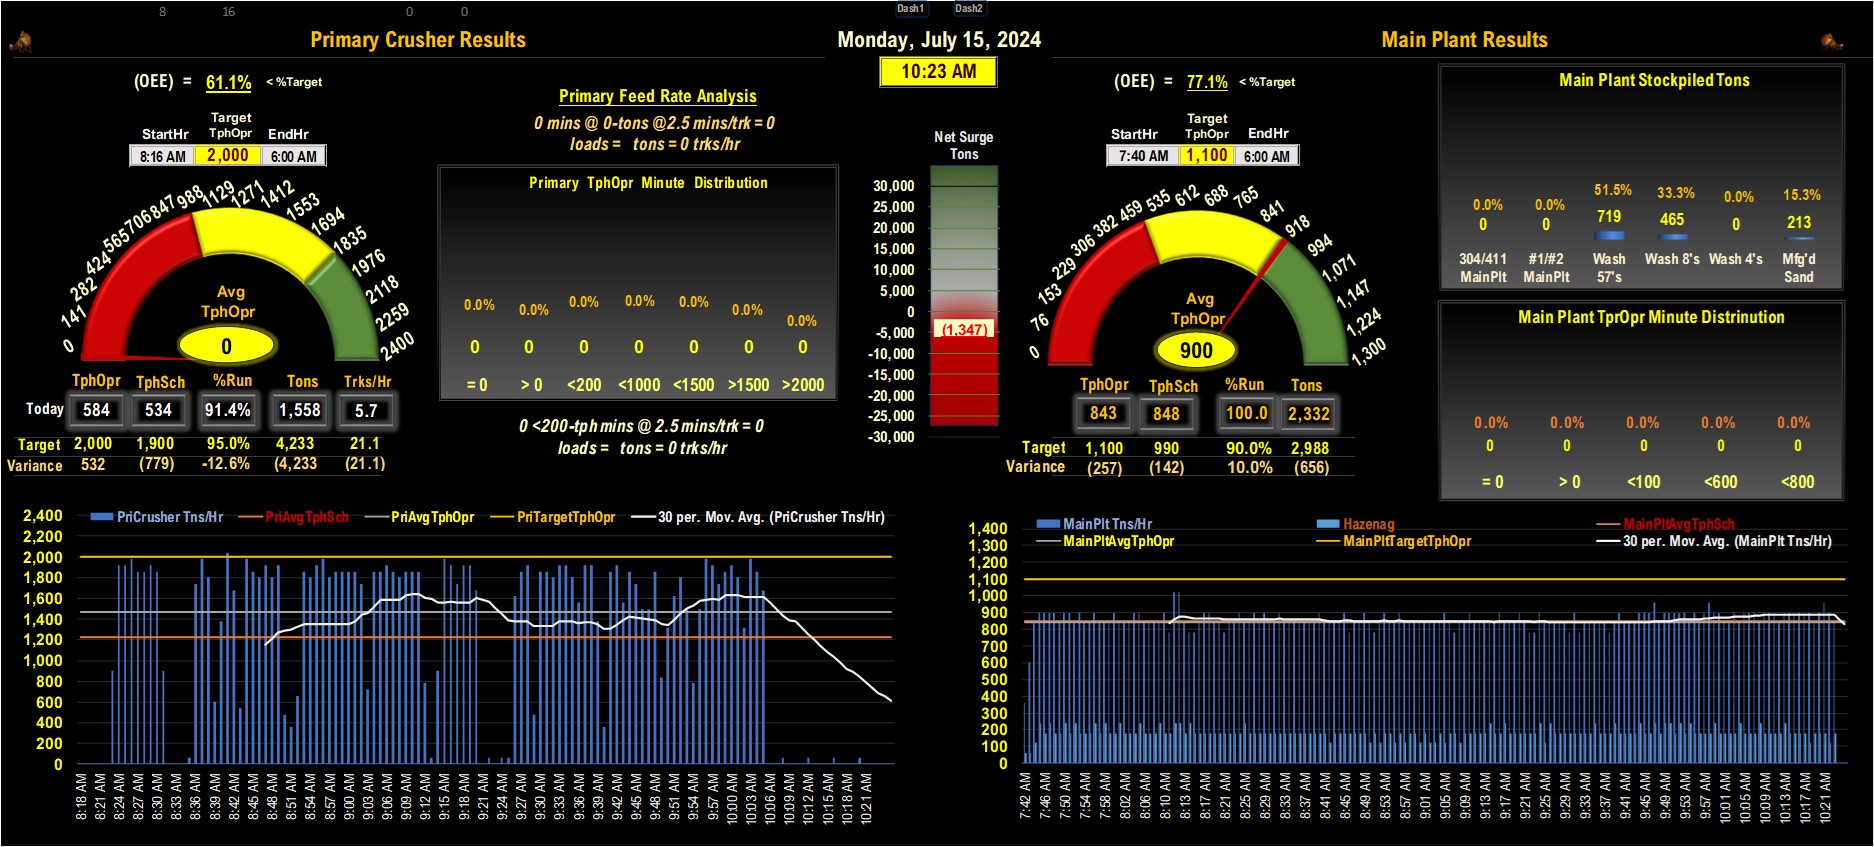 8 16 0 0 Dash1 Dash2
Primary Crusher Results
Monday, July 15, 2024
Main Plant Results
10:23 AM
(OEE) = 61.1% < %Target
Target
StartHr TphOpr EndHr
8:16 AM 2,000 6:00 AM
0 141 282 424 565 706 847 988 1129 1271 1412 1553 1694 1835 1976 2118 2259 2400
Avg
TphOpr
0
TphOpr TphSch %Run Tons Trks/Hr
Today 584 534 91.4% 1,558 5.7
Target 2,000 1,900 95.0% 4,233 21.1
Variance 532 (779) -12.6% (4,233 (21.1)
Primary Feed Rate Analysis
0 mins @ 0-tons @2.5 mins/trk = 0
loads = tons = 0 trks/hr
Primary TphOpr Minute Distribution
0.0% 0.0% 0.0% 0.0% 0.0% 0.0% 0.0%
0 0 0 0 0 0 0
= 0 > 0 <200 <1000 <1500 >1500 >2000
0 <200-tph mins @ 2.5 mins/trk = 0
loads = tons = 0 trks/hr
Net Surge
Tons
30,000
25,000
20,000
15,000
10,000
5,000
0
-5,000
-10,000
-15,000
-20,000
-25,000
-30,000
(1,347)
(OEE) = 77.1% < %Target
Target
StartHr TphOpr EndHr
7:40 AM 1,100 6:00 AM
0 76 153 229 306 382 459 535 612 688 765 841 918 994 1,071 1,147 1,224 1,300
Avg
TphOpr
900
TphOpr TphSch %Run Tons
843 848 100.0 2,332
Target 1,100 990 90.0% 2,988
Variance (257) (142) 10.0% (656)
Main Plant Stockpiled Tons
0.0% 0.0% 51.5% 33.3% 0.0% 15.3%
0 0 719 465 0 213
304/411 #1/#2 Wash Wash 8's Wash 4's Mfg'd
MainPlt MainPlt 57's Sand
Main Plant TprOpr Minute Distrinution
0.0% 0.0% 0.0% 0.0% 0.0%
0 0 0 0 0
= 0 > 0 <100 <600 <800
PriCrusher Tns/Hr PriAvgTphSch PriAvgTphOpr PriTargetTphOpr 30 per. Mov. Avg. (PriCrusher Tns/Hr)
2,400
2,200
2,000
1,800
1,600
1,400
1,200
1,000
800
600
400
200
0
8:18 AM 8:21 AM 8:24 AM 8:27 AM 8:30 AM 8:33 AM 8:36 AM 8:39 AM 8:42 AM 8:45 AM 8:48 AM 8:51 AM 8:54 AM 8:57 AM 9:00 AM 9:03 AM 9:06 AM 9:09 AM 9:12 AM 9:15 AM 9:18 AM 9:21 AM 9:24 AM 9:27 AM 9:30 AM 9:33 AM 9:36 AM 9:39 AM 9:42 AM 9:45 AM 9:48 AM 9:51 AM 9:54 AM 9:57 AM 10:00 AM 10:03 AM 10:06 AM 10:09 AM 10:12 AM 10:15 AM 10:18 AM 10:21 AM
MainPlt Tns/Hr Hazenag MainPltAvgTphSch
MainPltAvgTphOpr MainPltTargetTphOpr 30 per. Mov. Avg. (MainPlt Tns/Hr)
1,400
1,300
1,200
1,100
1,000
900
800
700
600
500
400
300
200
100
0
7:42 AM 7:46 AM 7:50 AM 7:54 AM 7:58 AM 8:02 AM 8:06 AM 8:10 AM 8:13 AM 8:17 AM 8:21 AM 8:25 AM 8:29 AM 8:33 AM 8:37 AM 8:41 AM 8:45 AM 8:49 AM 8:53 AM 8:57 AM 9:01 AM 9:05 AM 9:09 AM 9:13 AM 9:17 AM 9:21 AM 9:25 AM 9:29 AM 9:33 AM 9:37 AM 9:41 AM 9:45 AM 9:49 AM 9:53 AM 9:57 AM 10:01 AM 10:05 AM 10:09 AM 10:13 AM 10:17 AM 10:21 AM